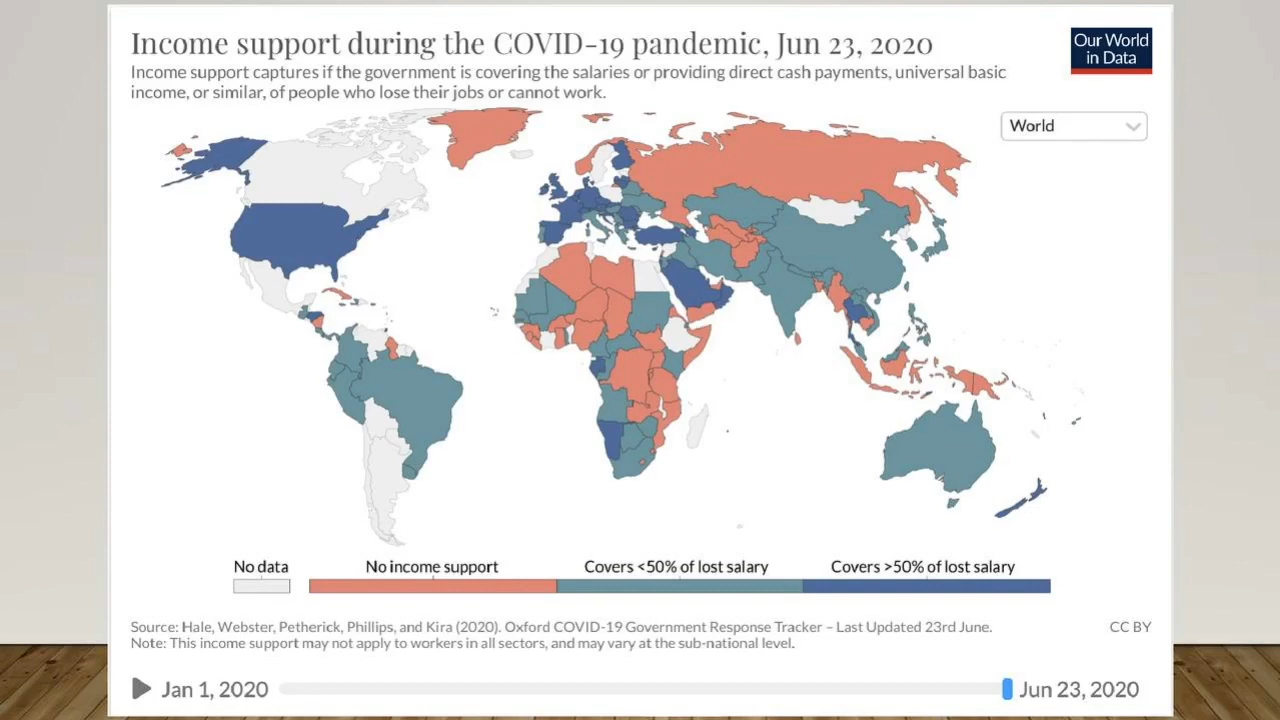 Income support during the COVID-19 pandemic, Jun 23, 2020
Our World
in Data
Income support captures if the government is covering the salaries or providing direct cash payments, universal basic
income, or similar, of people who lose their jobs or cannot work.
World
No data
No income support
Covers <50% of lost salary
Covers >50% of lost salary
Source: Hale, Webster, Petherick, Phillips, and Kira (2020). Oxford COVID-19 Government Response Tracker – Last Updated 23rd June.
CC BY
Note: This income support may not apply to workers in all sectors, and may vary at the sub-national level.
Jan 1, 2020
Jun 23, 2020